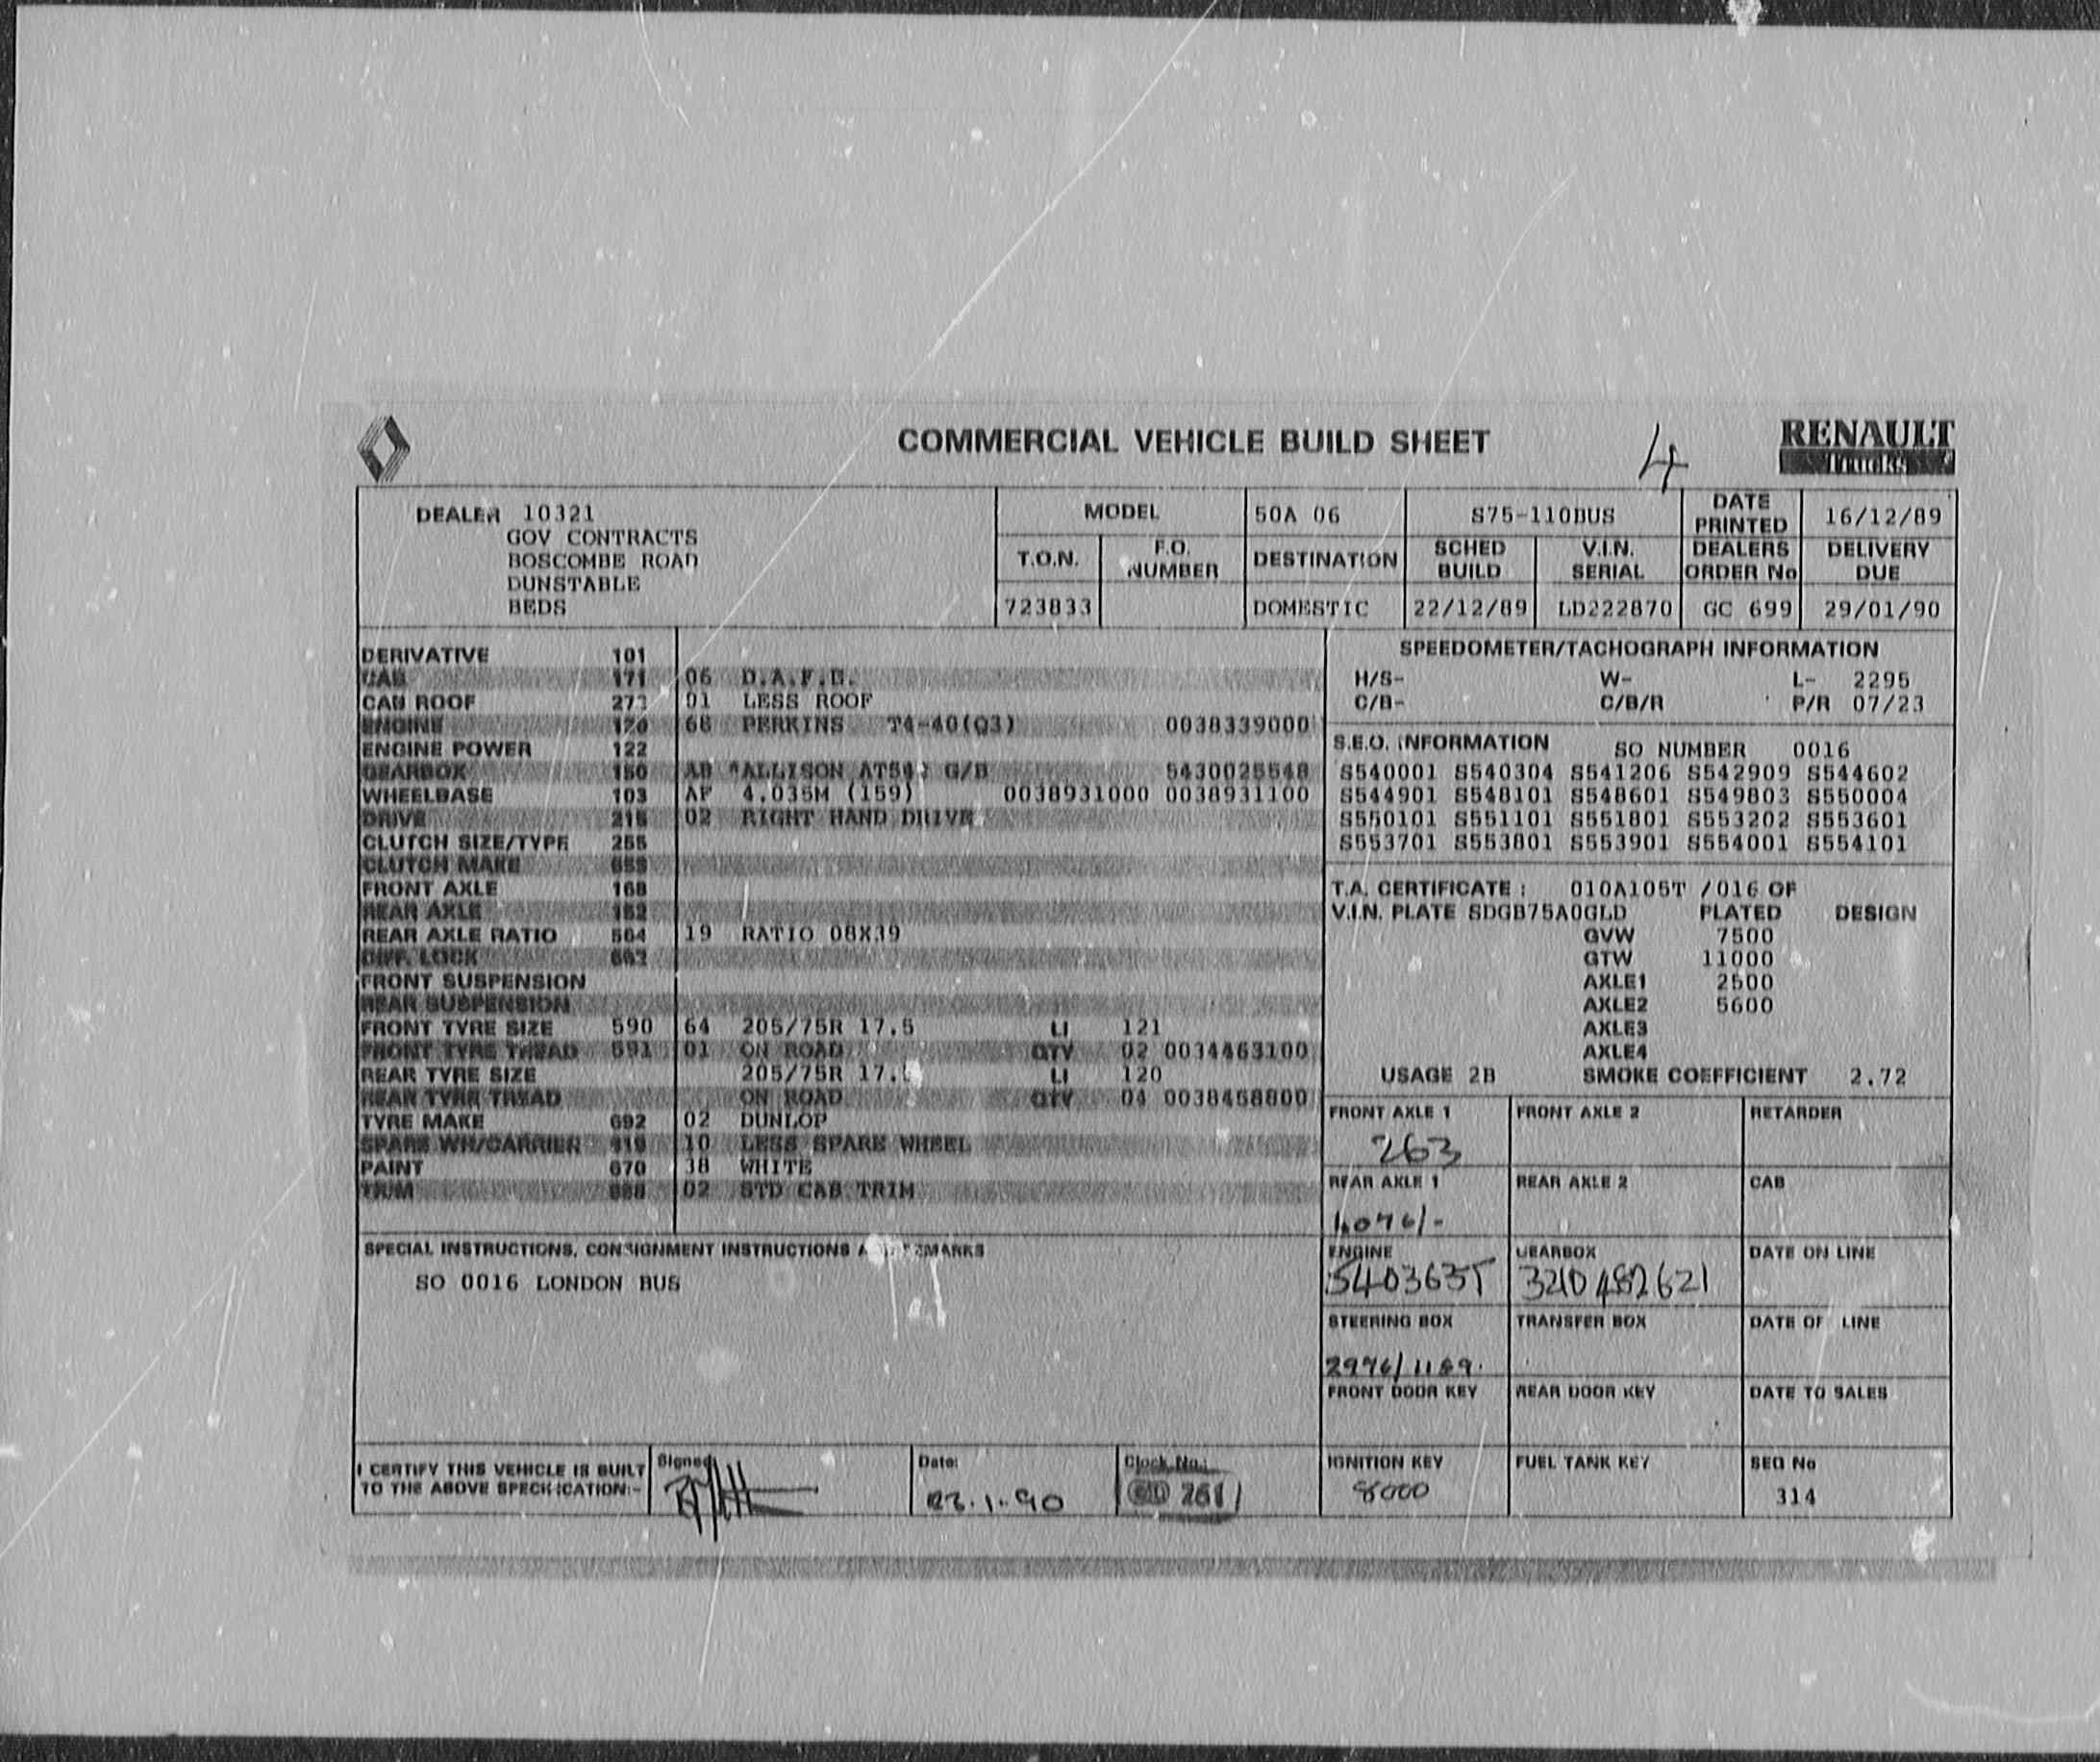 COMMERCIAL VEHICLE BUILD SHEET 4 RENAULT
Trucks
DEALER 10321
GOV CONTRACTS
BOSCOMBE ROAD
DUNSTABLE
BEDS
MODEL 50A 06 S75-110BUS DATE PRINTED 16/12/89
T.O.N. F.O. NUMBER DESTINATION SCHED BUILD V.I.N. SERIAL DEALERS ORDER No DELIVERY DUE
723833 DOMESTIC 22/12/89 LD222870 GC 699 29/01/90
DERIVATIVE 101
CAB 171 06 D.A.F.D.
CAB ROOF 273 01 LESS ROOF
ENGINE 120 68 PERKINS T4-40(Q3) 0038339000
ENGINE POWER 122
GEARBOX 150 AB *ALLISON G/B 5430025548
WHEELBASE 103 AF 4.035M (159) 0038931000 0038931100
DRIVE 215 02 RIGHT HAND DRIVE
CLUTCH SIZE/TYPE 255
CLUTCH MAKE
FRONT AXLE 168
REAR AXLE 152
REAR AXLE RATIO 504 19 RATIO 08X39
DIFF. LOCK
FRONT SUSPENSION
REAR SUSPENSION
FRONT TYRE SIZE 590 64 205/75R 17.5 LI 121
FRONT TYRE TREAD 591 01 ON ROAD QTY 02 0034463100
REAR TYRE SIZE 205/75R 17.5 LI 120
REAR TYRE TREAD ON ROAD QTY 04 0038458800
TYRE MAKE 692 02 DUNLOP
SPARE WH/CARRIER 10 LESS SPARE WHEEL
PAINT 670 38 WHITE
TRIM 02 STD CAB TRIM
SPECIAL INSTRUCTIONS, CONSIGNMENT INSTRUCTIONS REMARKS
SO 0016 LONDON BUS
I CERTIFY THIS VEHICLE IS BUILT
TO THE ABOVE SPECIFICATION:-
Signed
Date:
22.1.90
Clock No.:
261
SPEEDOMETER/TACHOGRAPH INFORMATION
H/S- W- L- 2295
C/B- C/B/R P/R 07/23
S.E.O. INFORMATION SO NUMBER 0016
S540001 S540304 S541206 S542909 S544602
S544901 S548101 S548601 S549803 S550004
S550101 S551101 S551801 S553202 S553601
S553701 S553801 S553901 S554001 S554101
T.A. CERTIFICATE : 010A105T /016 OF
V.I.N. PLATE SDGB75A0GLD PLATED DESIGN
GVW 7500
GTW 11000
AXLE1 2500
AXLE2 5600
AXLE3
AXLE4
USAGE 2B SMOKE COEFFICIENT 2.72
FRONT AXLE 1 FRONT AXLE 2 RETARDER
263
REAR AXLE 1 REAR AXLE 2 CAB
ENGINE GEARBOX DATE ON LINE
540363T 3210482621
STEERING BOX TRANSFER BOX DATE OF LINE
2976/1189.
FRONT DOOR KEY REAR DOOR KEY DATE TO SALES
IGNITION KEY FUEL TANK KEY SEQ No
8000 314